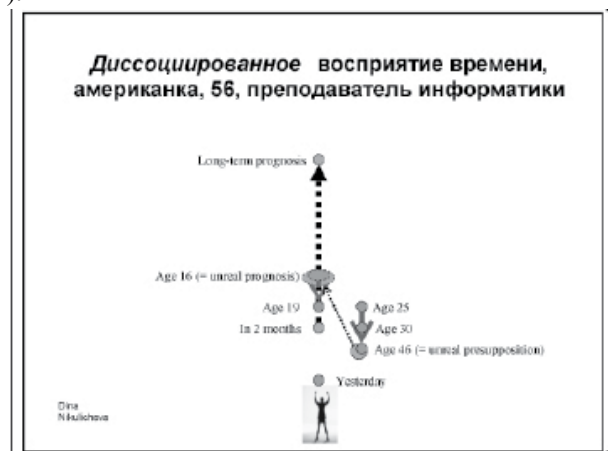 ).
Диссоциированное восприятие времени,
американка, 56, преподаватель информатики
Long-term prognosis
Age 16 (= unreal prognosis)
Age 19
Age 25
In 2 months
Age 30
Age 46 (= unreal presupposition)
Yesterday
Dina
Nikulicheva